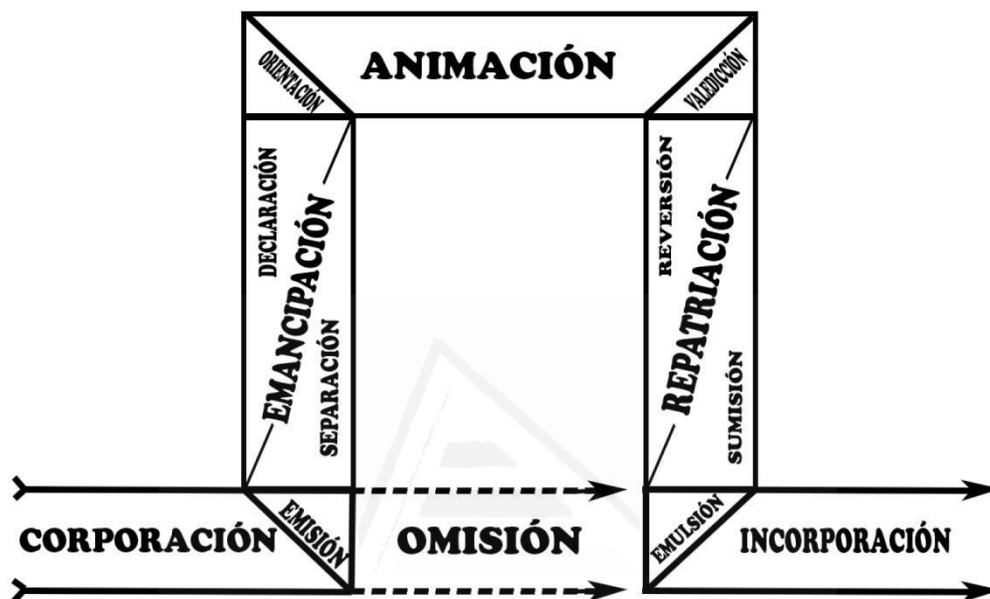 ORIENTACIÓN
ANIMACIÓN
VALEDICCIÓN
DECLARACIÓN
EMANCIPACIÓN
SEPARACIÓN
REVERSIÓN
REPATRIACIÓN
SUMISIÓN
CORPORACIÓN
EMISIÓN
OMISIÓN
EMULSIÓN
INCORPORACIÓN